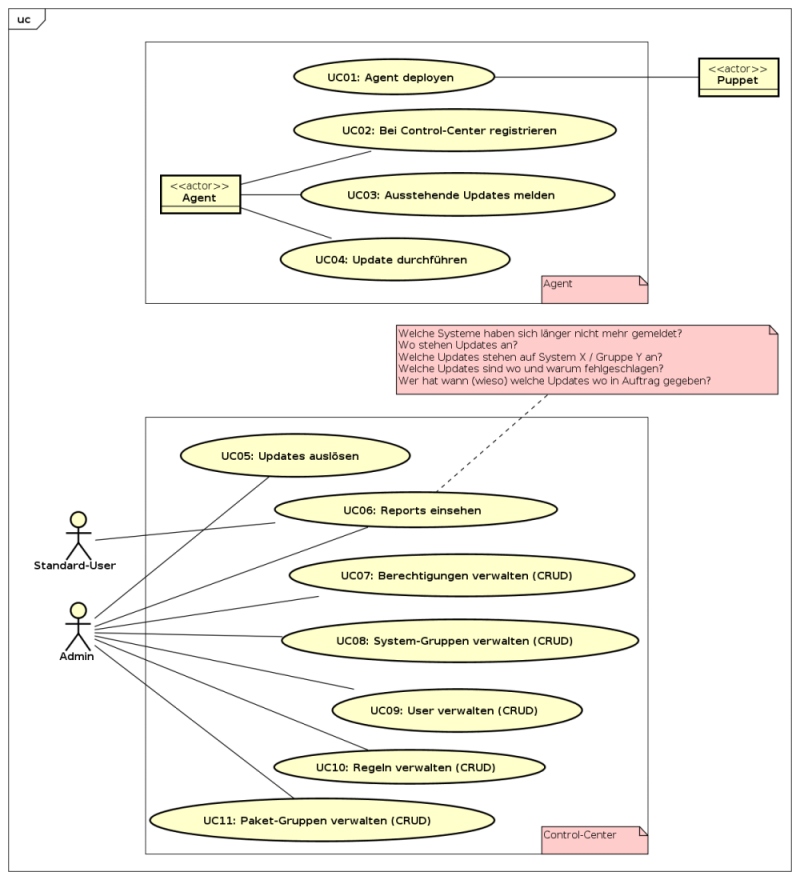 uc
UC01: Agent deployen
<<actor>>
Puppet
UC02: Bei Control-Center registrieren
<<actor>>
Agent
UC03: Ausstehende Updates melden
UC04: Update durchführen
Agent
Welche Systeme haben sich länger nicht mehr gemeldet?
Wo stehen Updates an?
Welche Updates stehen auf System X / Gruppe Y an?
Welche Updates sind wo und warum fehlgeschlagen?
Wer hat wann (wieso) welche Updates wo in Auftrag gegeben?
UC05: Updates auslösen
UC06: Reports einsehen
Standard-User
UC07: Berechtigungen verwalten (CRUD)
UC08: System-Gruppen verwalten (CRUD)
Admin
UC09: User verwalten (CRUD)
UC10: Regeln verwalten (CRUD)
UC11: Paket-Gruppen verwalten (CRUD)
Control-Center